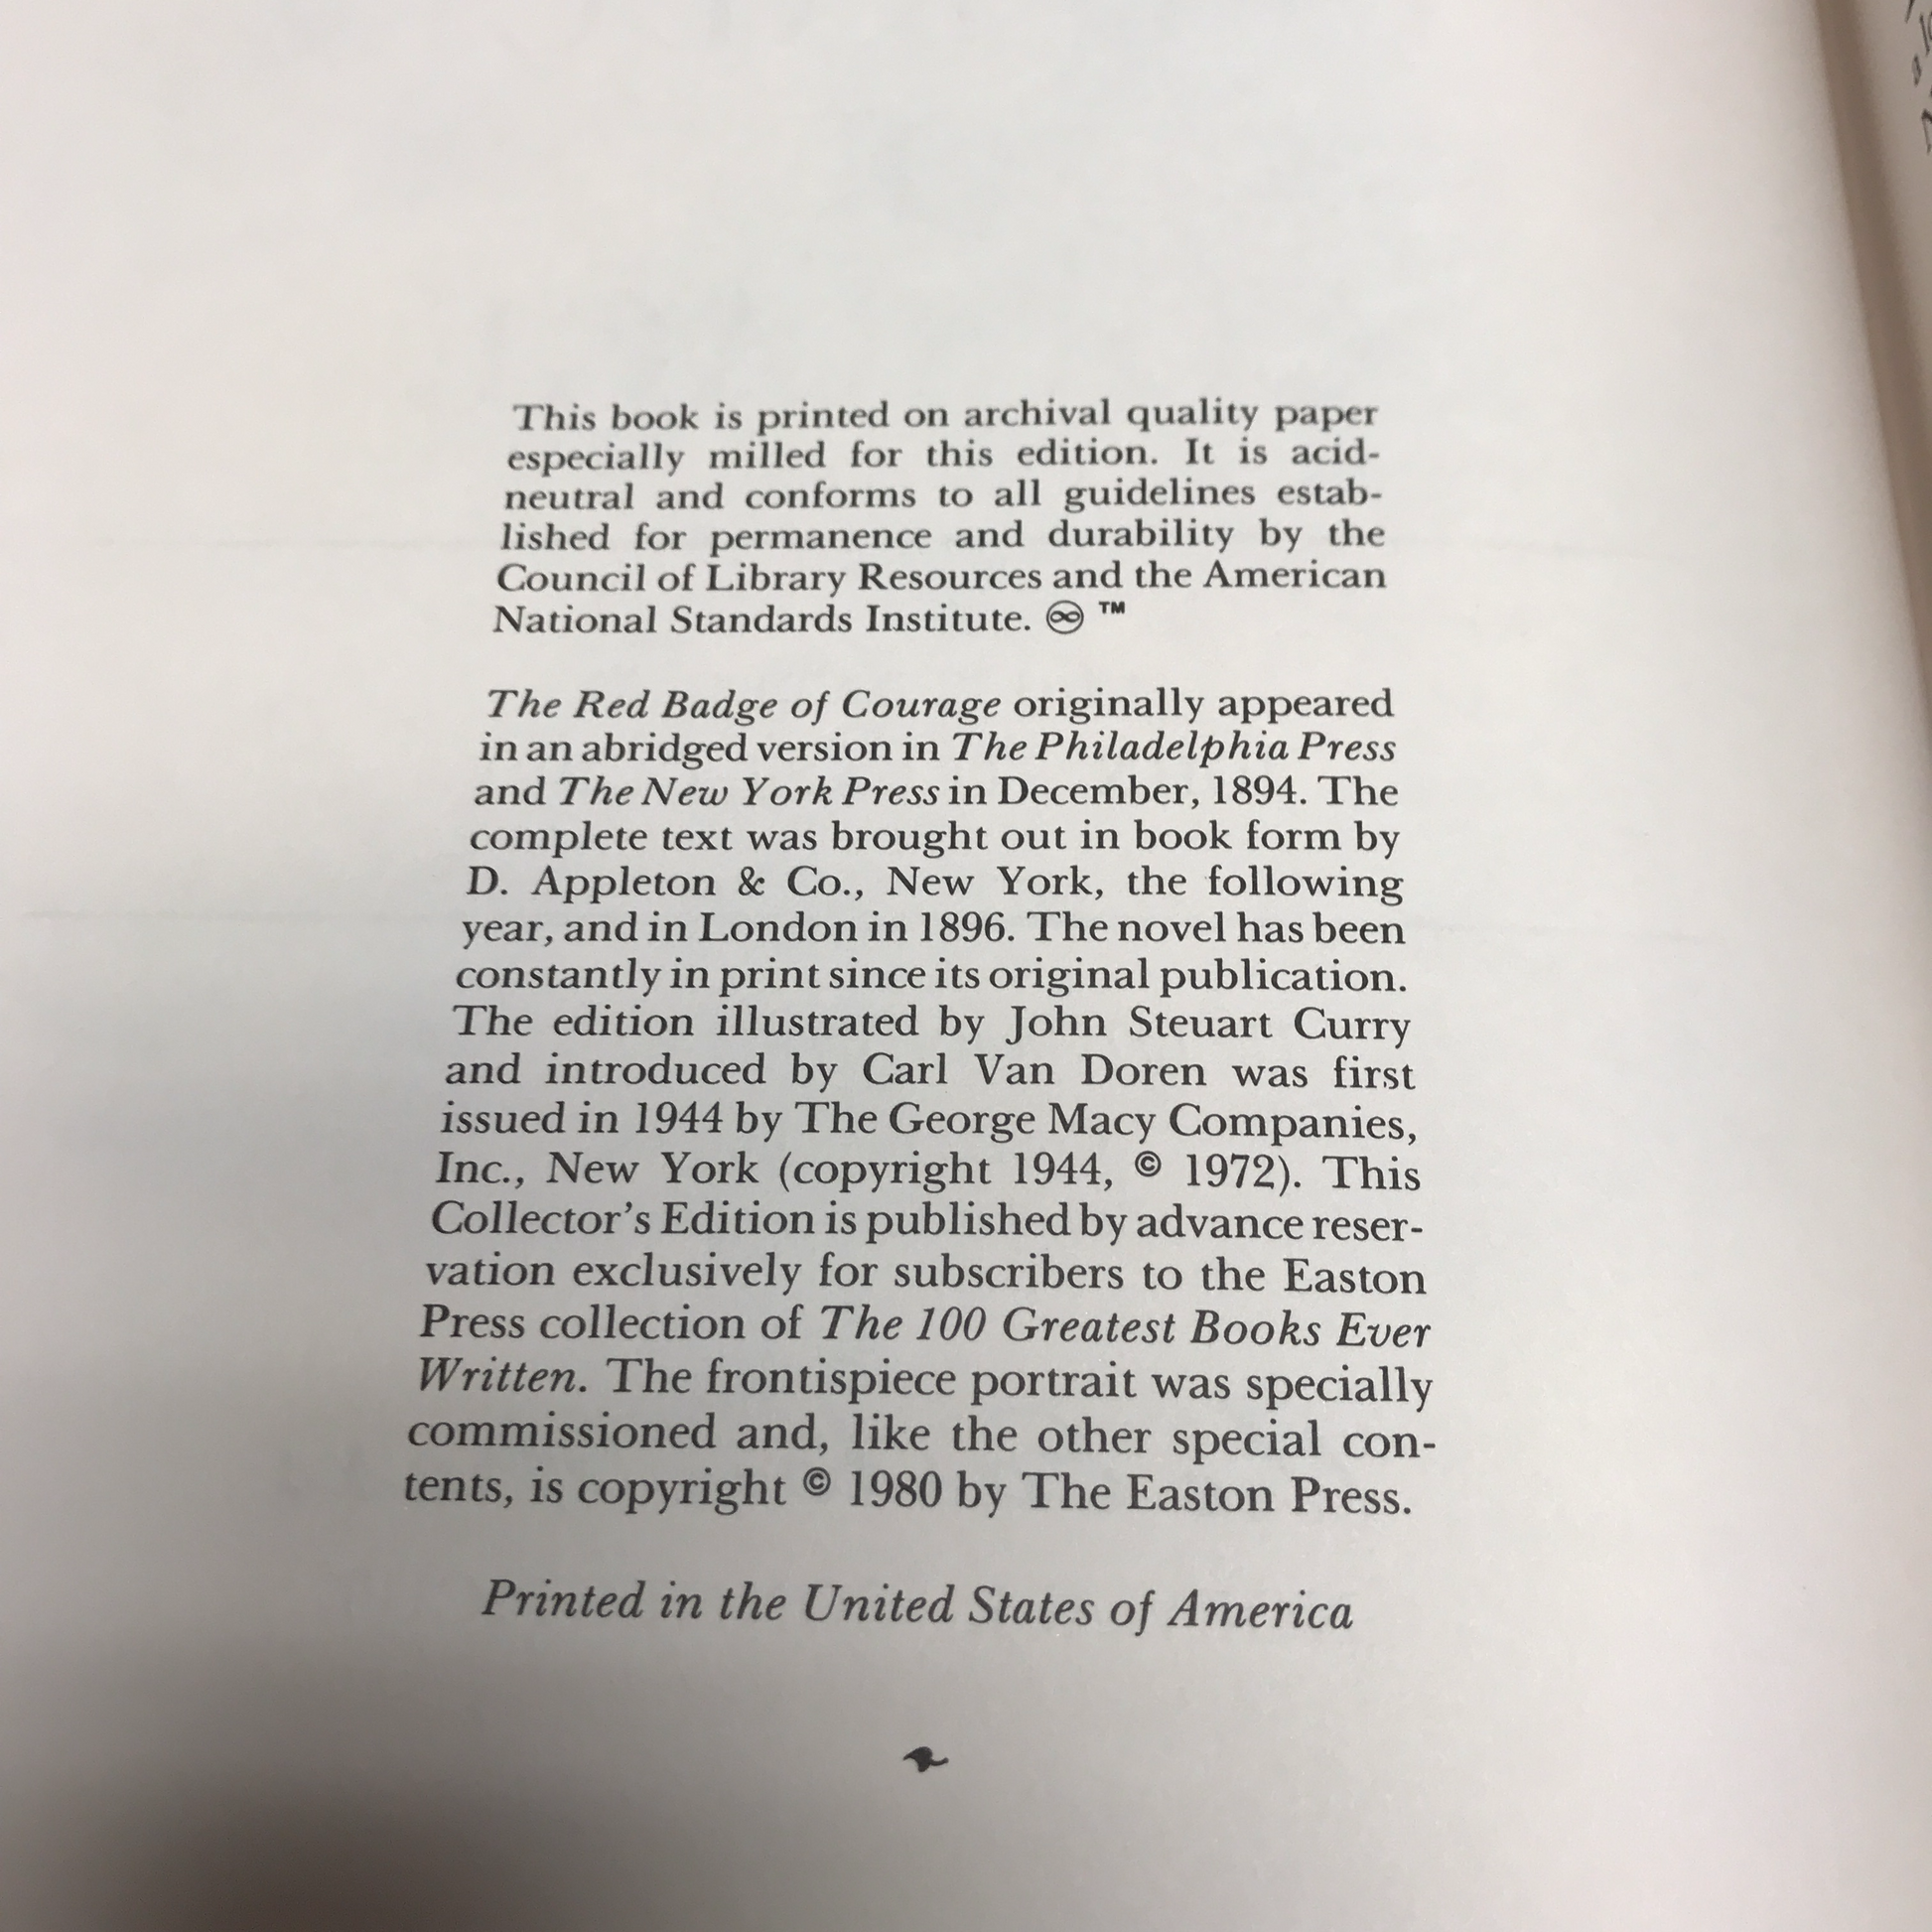 This book is printed on archival quality paper
especially milled for this edition. It is acid-
neutral and conforms to all guidelines estab-
lished for permanence and durability by the
Council of Library Resources and the American
National Standards Institute. ♾ ™
The Red Badge of Courage originally appeared
in an abridged version in The Philadelphia Press
and The New York Press in December, 1894. The
complete text was brought out in book form by
D. Appleton & Co., New York, the following
year, and in London in 1896. The novel has been
constantly in print since its original publication.
The edition illustrated by John Steuart Curry
and introduced by Carl Van Doren was first
issued in 1944 by The George Macy Companies,
Inc., New York (copyright 1944, © 1972). This
Collector's Edition is published by advance reser-
vation exclusively for subscribers to the Easton
Press collection of The 100 Greatest Books Ever
Written. The frontispiece portrait was specially
commissioned and, like the other special con-
tents, is copyright © 1980 by The Easton Press.
Printed in the United States of America